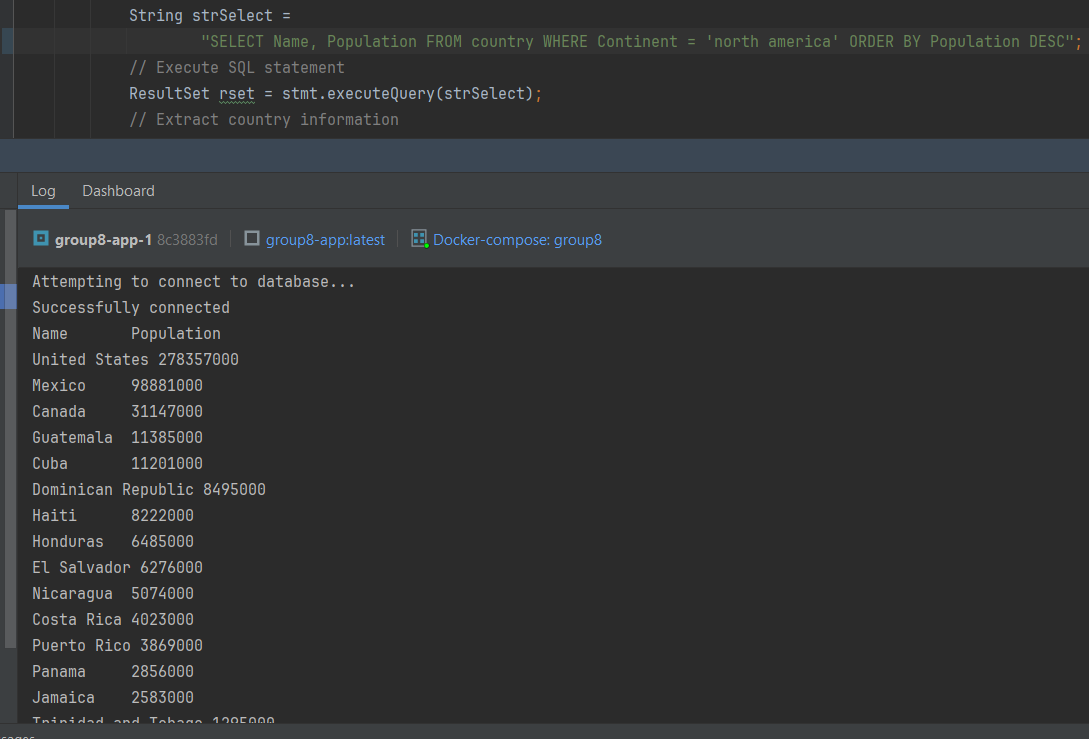 String strSelect =
"SELECT Name, Population FROM country WHERE Continent = 'north america' ORDER BY Population DESC";
// Execute SQL statement
ResultSet rset = stmt.executeQuery(strSelect);
// Extract country information
Log Dashboard
group8-app-1 8c3883fd group8-app:latest Docker-compose: group8
Attempting to connect to database...
Successfully connected
Name Population
United States 278357000
Mexico 98881000
Canada 31147000
Guatemala 11385000
Cuba 11201000
Dominican Republic 8495000
Haiti 8222000
Honduras 6485000
El Salvador 6276000
Nicaragua 5074000
Costa Rica 4023000
Puerto Rico 3869000
Panama 2856000
Jamaica 2583000
Trinidad and Tobago 1295000